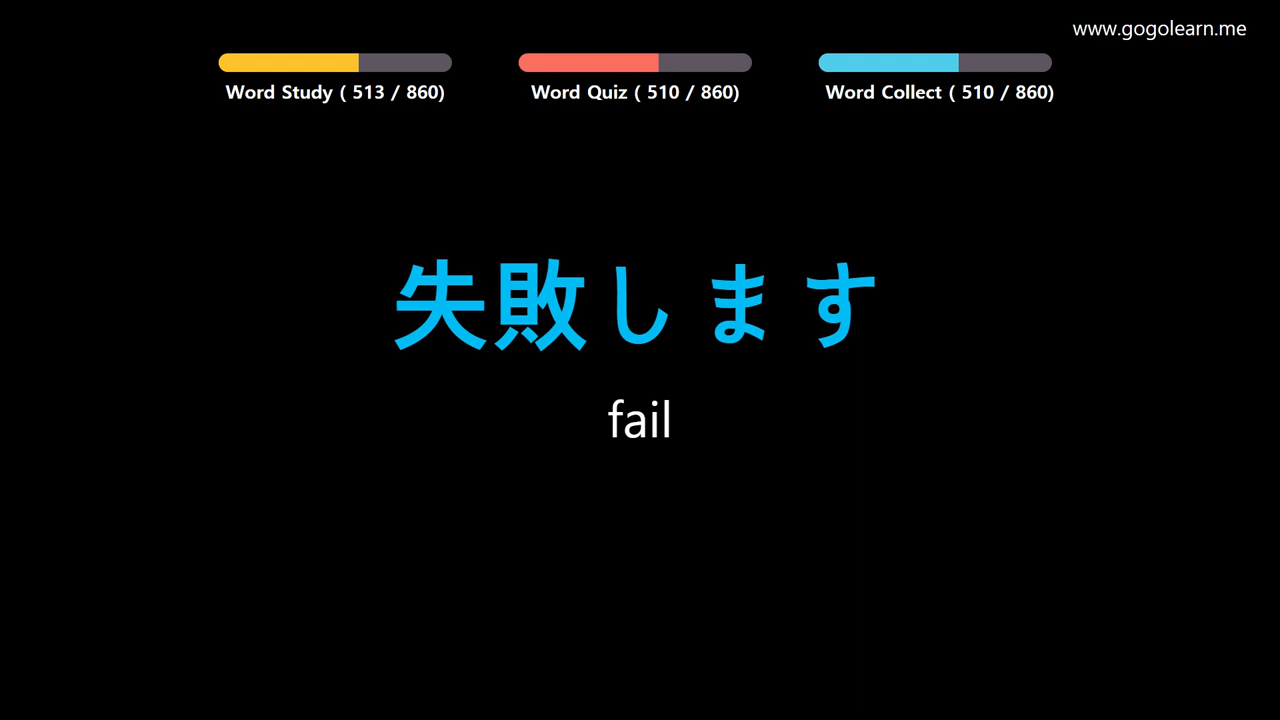 www.gogolearn.me
Word Study ( 513 / 860)
Word Quiz ( 510 / 860)
Word Collect ( 510 / 860)
失敗します
fail